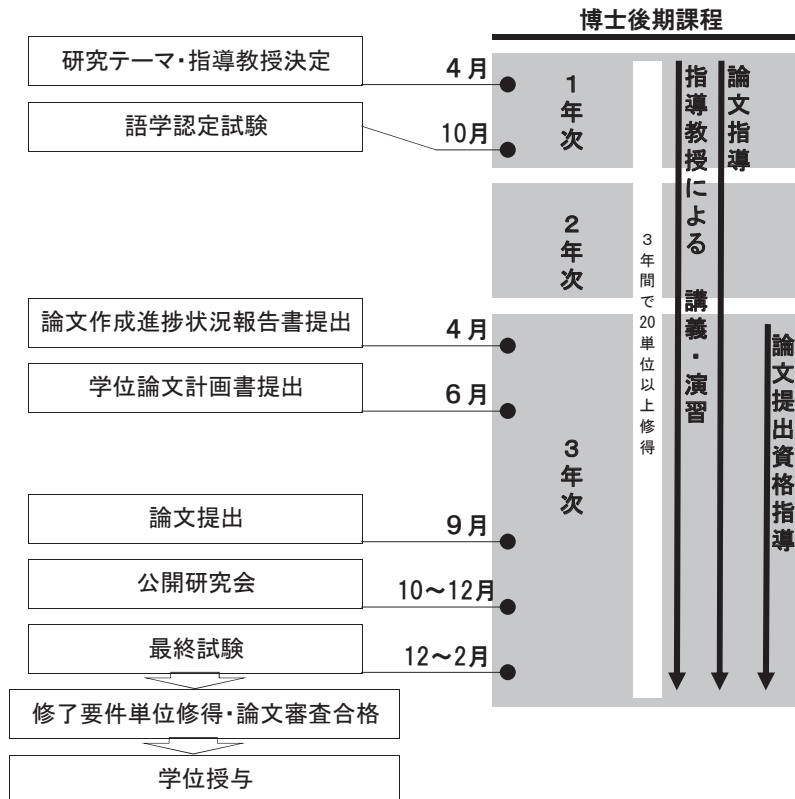 博士後期課程
研究テーマ・指導教授決定
4月
語学認定試験
10月
1年次
2年次
論文作成進捗状況報告書提出
4月
学位論文計画書提出
6月
3年次
論文提出
9月
公開研究会
10~12月
最終試験
12~2月
修了要件単位修得・論文審査合格
学位授与
3年間で20単位以上修得
指導教授による 講義・演習
論文指導
論文提出資格指導